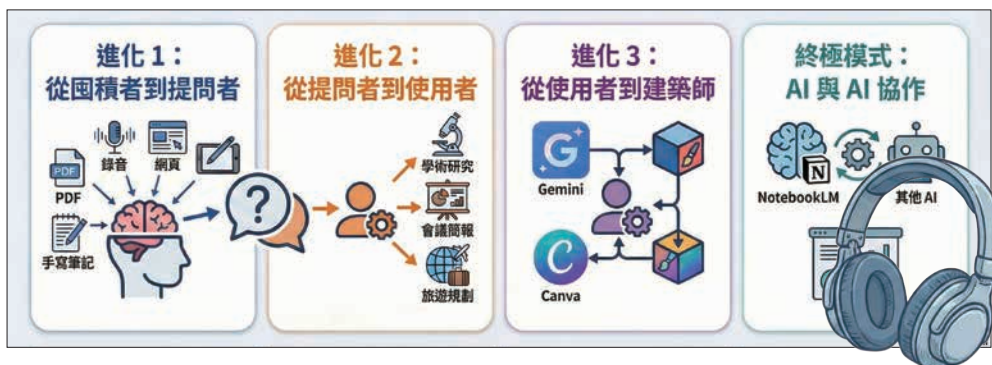 進化 1：
從囤積者到提問者
錄音
網頁
PDF
PDF
手寫筆記
?
進化 2：
從提問者到使用者
學術研究
會議簡報
旅遊規劃
進化 3：
從使用者到建築師
G
Gemini
C
Canva
終極模式：
AI 與 AI 協作
N
NotebookLM
其他 AI